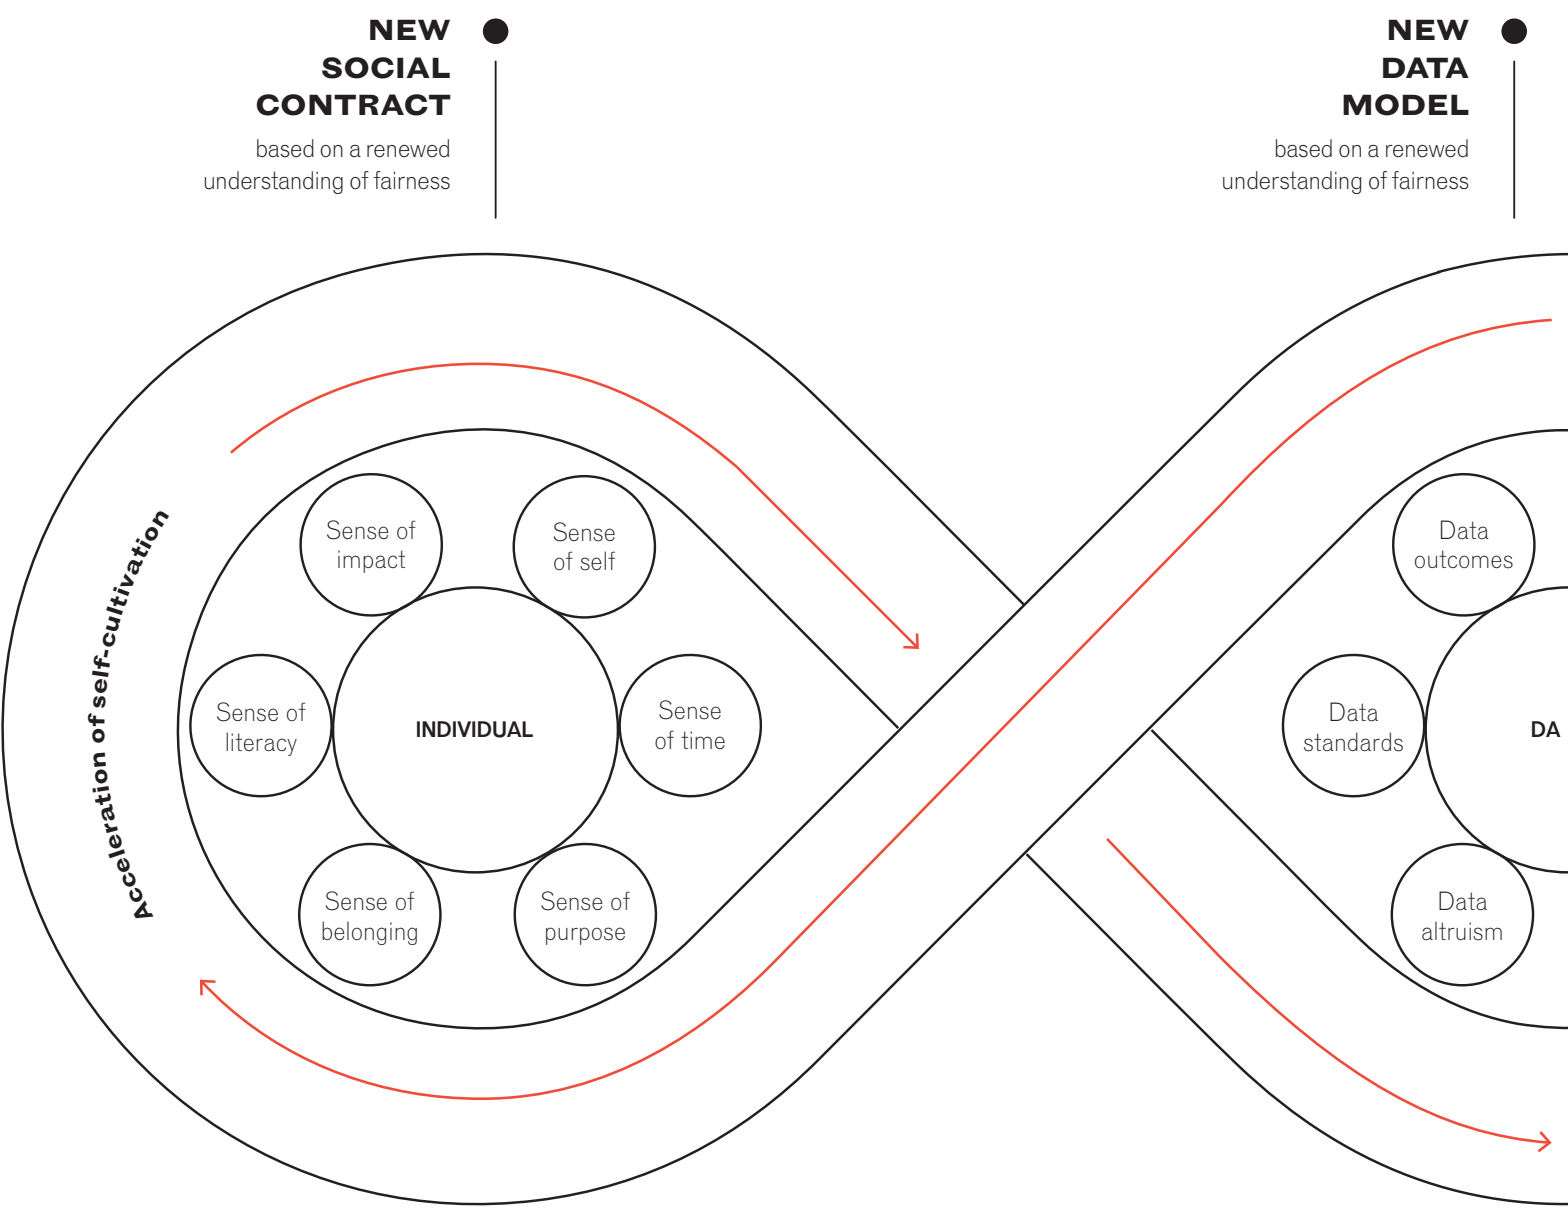 NEW
SOCIAL
CONTRACT
based on a renewed
understanding of fairness
NEW
DATA
MODEL
based on a renewed
understanding of fairness
Acceleration of self-cultivation
Sense of
impact
Sense
of self
Sense of
literacy
INDIVIDUAL
Sense
of time
Sense of
belonging
Sense of
purpose
Data
outcomes
Data
standards
DA
Data
altruism